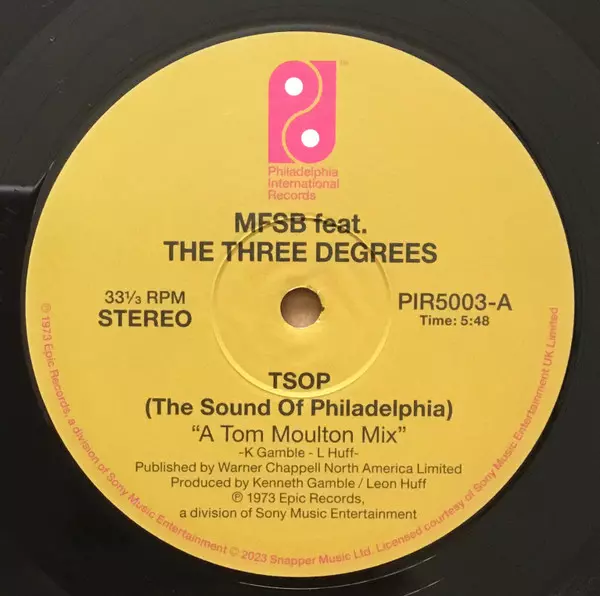 TM
Philadelphia
International
Records
MFSB feat.
THE THREE DEGREES
33⅓ RPM
STEREO
PIR5003-A
Time: 5:48
TSOP
(The Sound Of Philadelphia)
“A Tom Moulton Mix”
-K Gamble - L Huff-
Published by Warner Chappell North America Limited
Produced by Kenneth Gamble / Leon Huff
℗ 1973 Epic Records,
a division of Sony Music Entertainment
℗ 1973 Epic Records, a division of Sony Music Entertainment © 2023 Snapper Music Ltd. Licensed courtesy of Sony Music Entertainment UK Limited